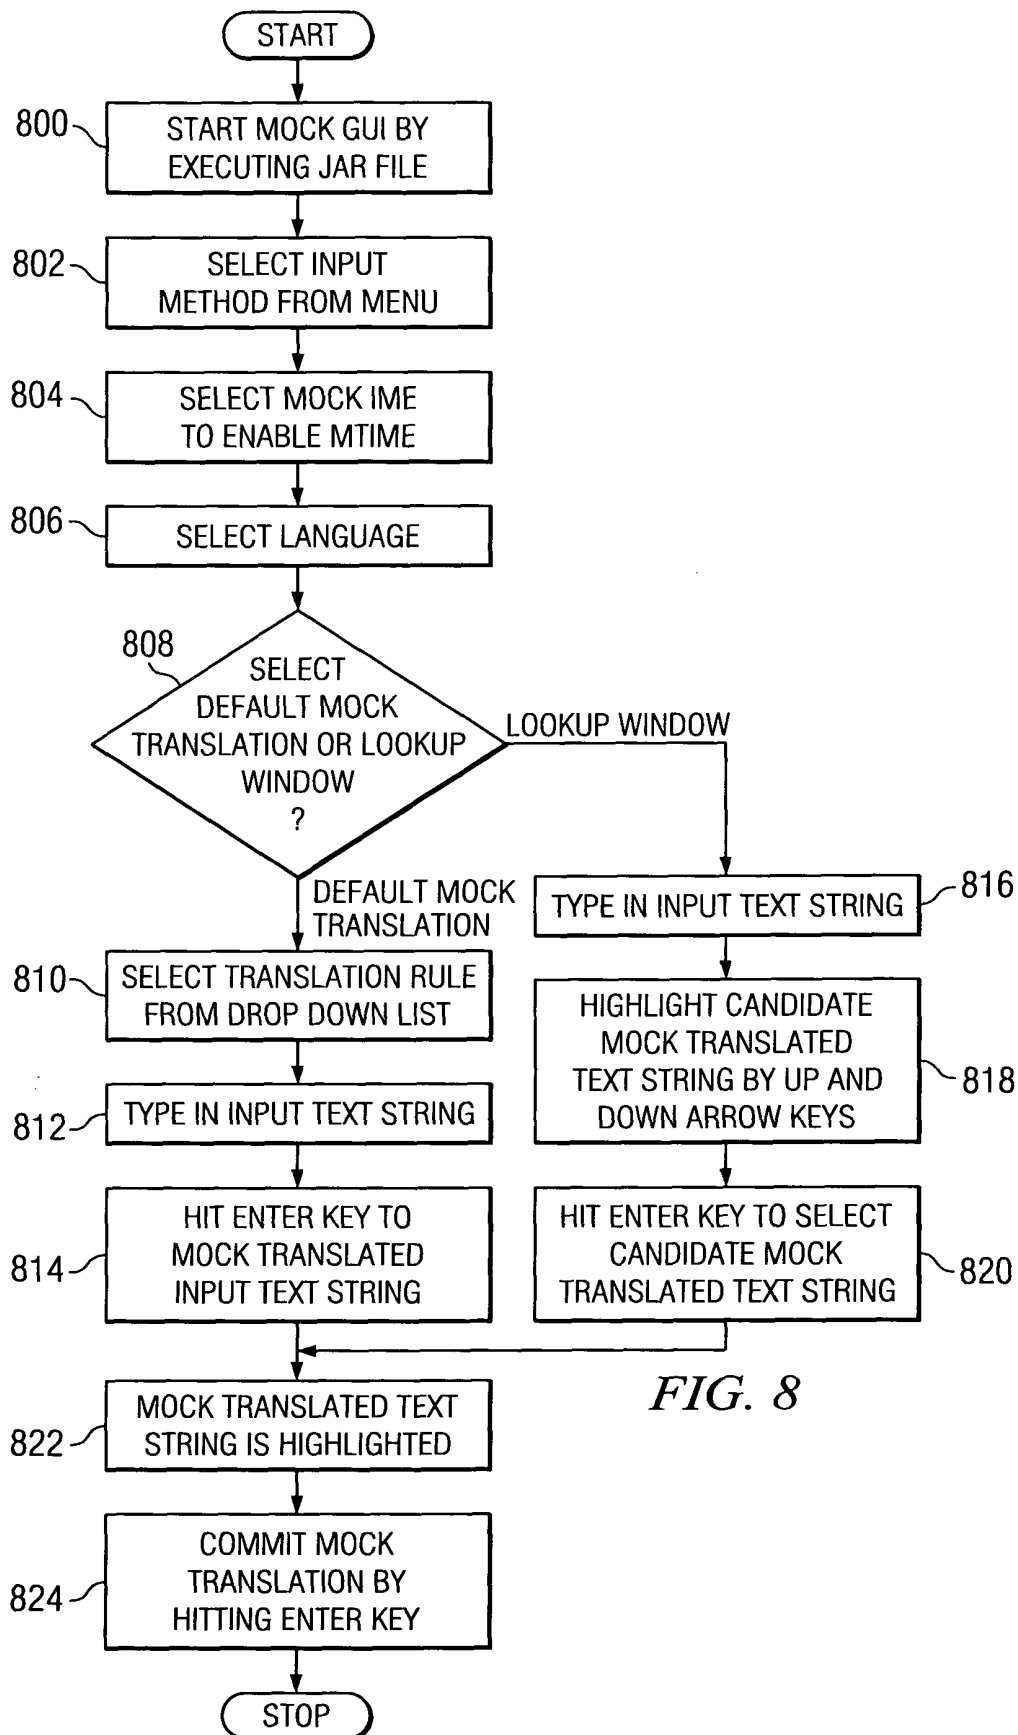 START
800
START MOCK GUI BY
EXECUTING JAR FILE
802
SELECT INPUT
METHOD FROM MENU
804
SELECT MOCK IME
TO ENABLE MTIME
806
SELECT LANGUAGE
808
SELECT
DEFAULT MOCK
TRANSLATION OR LOOKUP
WINDOW
?
LOOKUP WINDOW
DEFAULT MOCK
TRANSLATION
810
SELECT TRANSLATION RULE
FROM DROP DOWN LIST
812
TYPE IN INPUT TEXT STRING
814
HIT ENTER KEY TO
MOCK TRANSLATED
INPUT TEXT STRING
816
TYPE IN INPUT TEXT STRING
HIGHLIGHT CANDIDATE
MOCK TRANSLATED
TEXT STRING BY UP AND
DOWN ARROW KEYS
818
HIT ENTER KEY TO SELECT
CANDIDATE MOCK
TRANSLATED TEXT STRING
820
822
MOCK TRANSLATED TEXT
STRING IS HIGHLIGHTED
824
COMMIT MOCK
TRANSLATION BY
HITTING ENTER KEY
STOP
FIG. 8